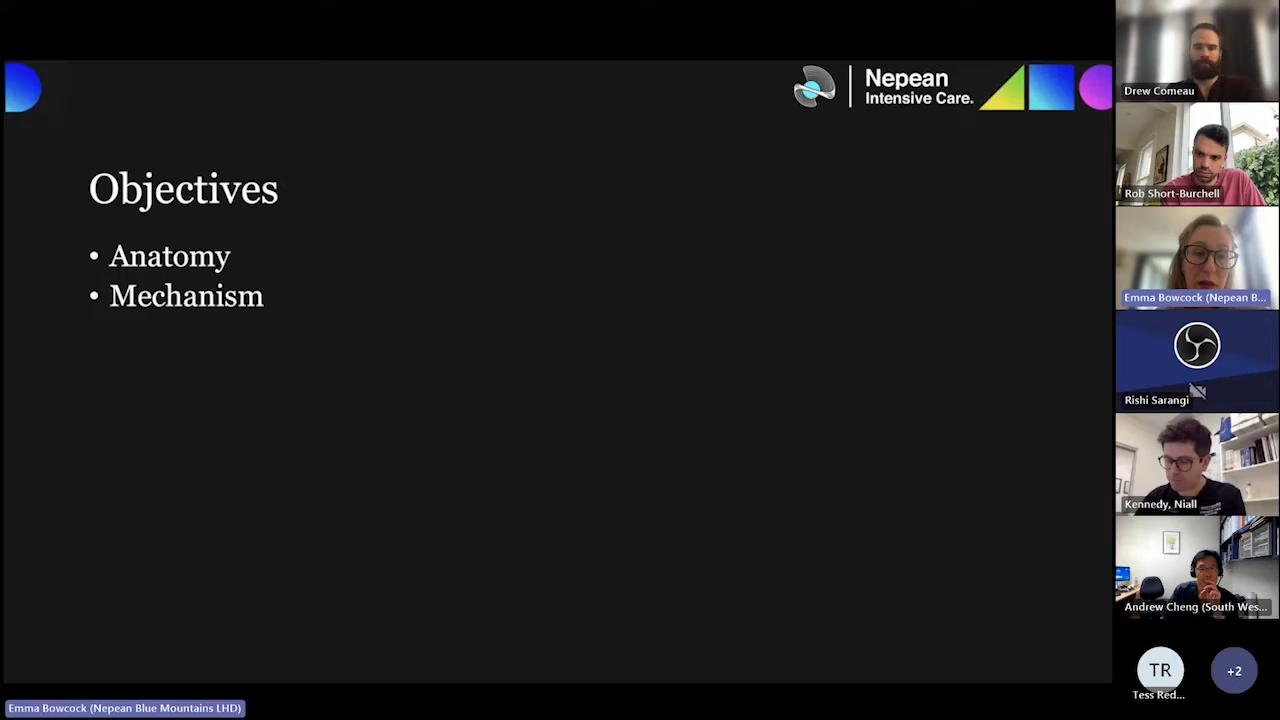 Nepean
Intensive Care.
Objectives
• Anatomy
• Mechanism
Drew Comeau
Rob Short-Burchell
Emma Bowcock (Nepean B...
Rishi Sarangi
Kennedy, Niall
Andrew Cheng (South Wes...
TR
Tess Red...
+2
Emma Bowcock (Nepean Blue Mountains LHD)